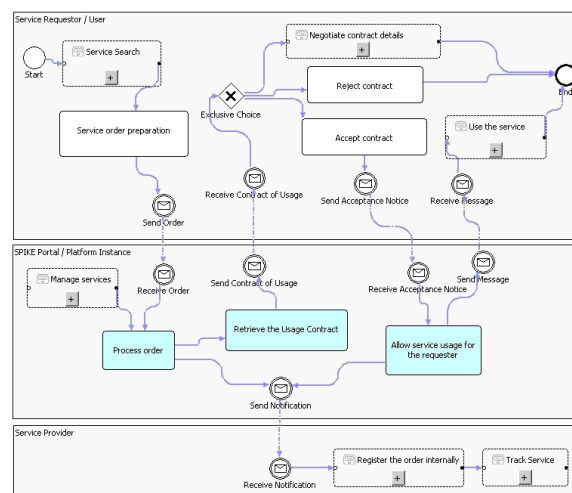 Service Requestor / User
Service Search
Negotiate contract details
Start
End
Reject contract
Exclusive Choice
Service order preparation
Accept contract
Use the service
Receive Contract of Usage
Send Acceptance Notice
Receive Message
Send Order
SPIKE Portal / Platform Instance
Manage services
Receive Order
Send Contract of Usage
Receive Acceptance Notice
Send Message
Retrieve the Usage Contract
Process order
Allow service usage for
the requester
Send Notification
Service Provider
Register the order internally
Track Service
Receive Notification